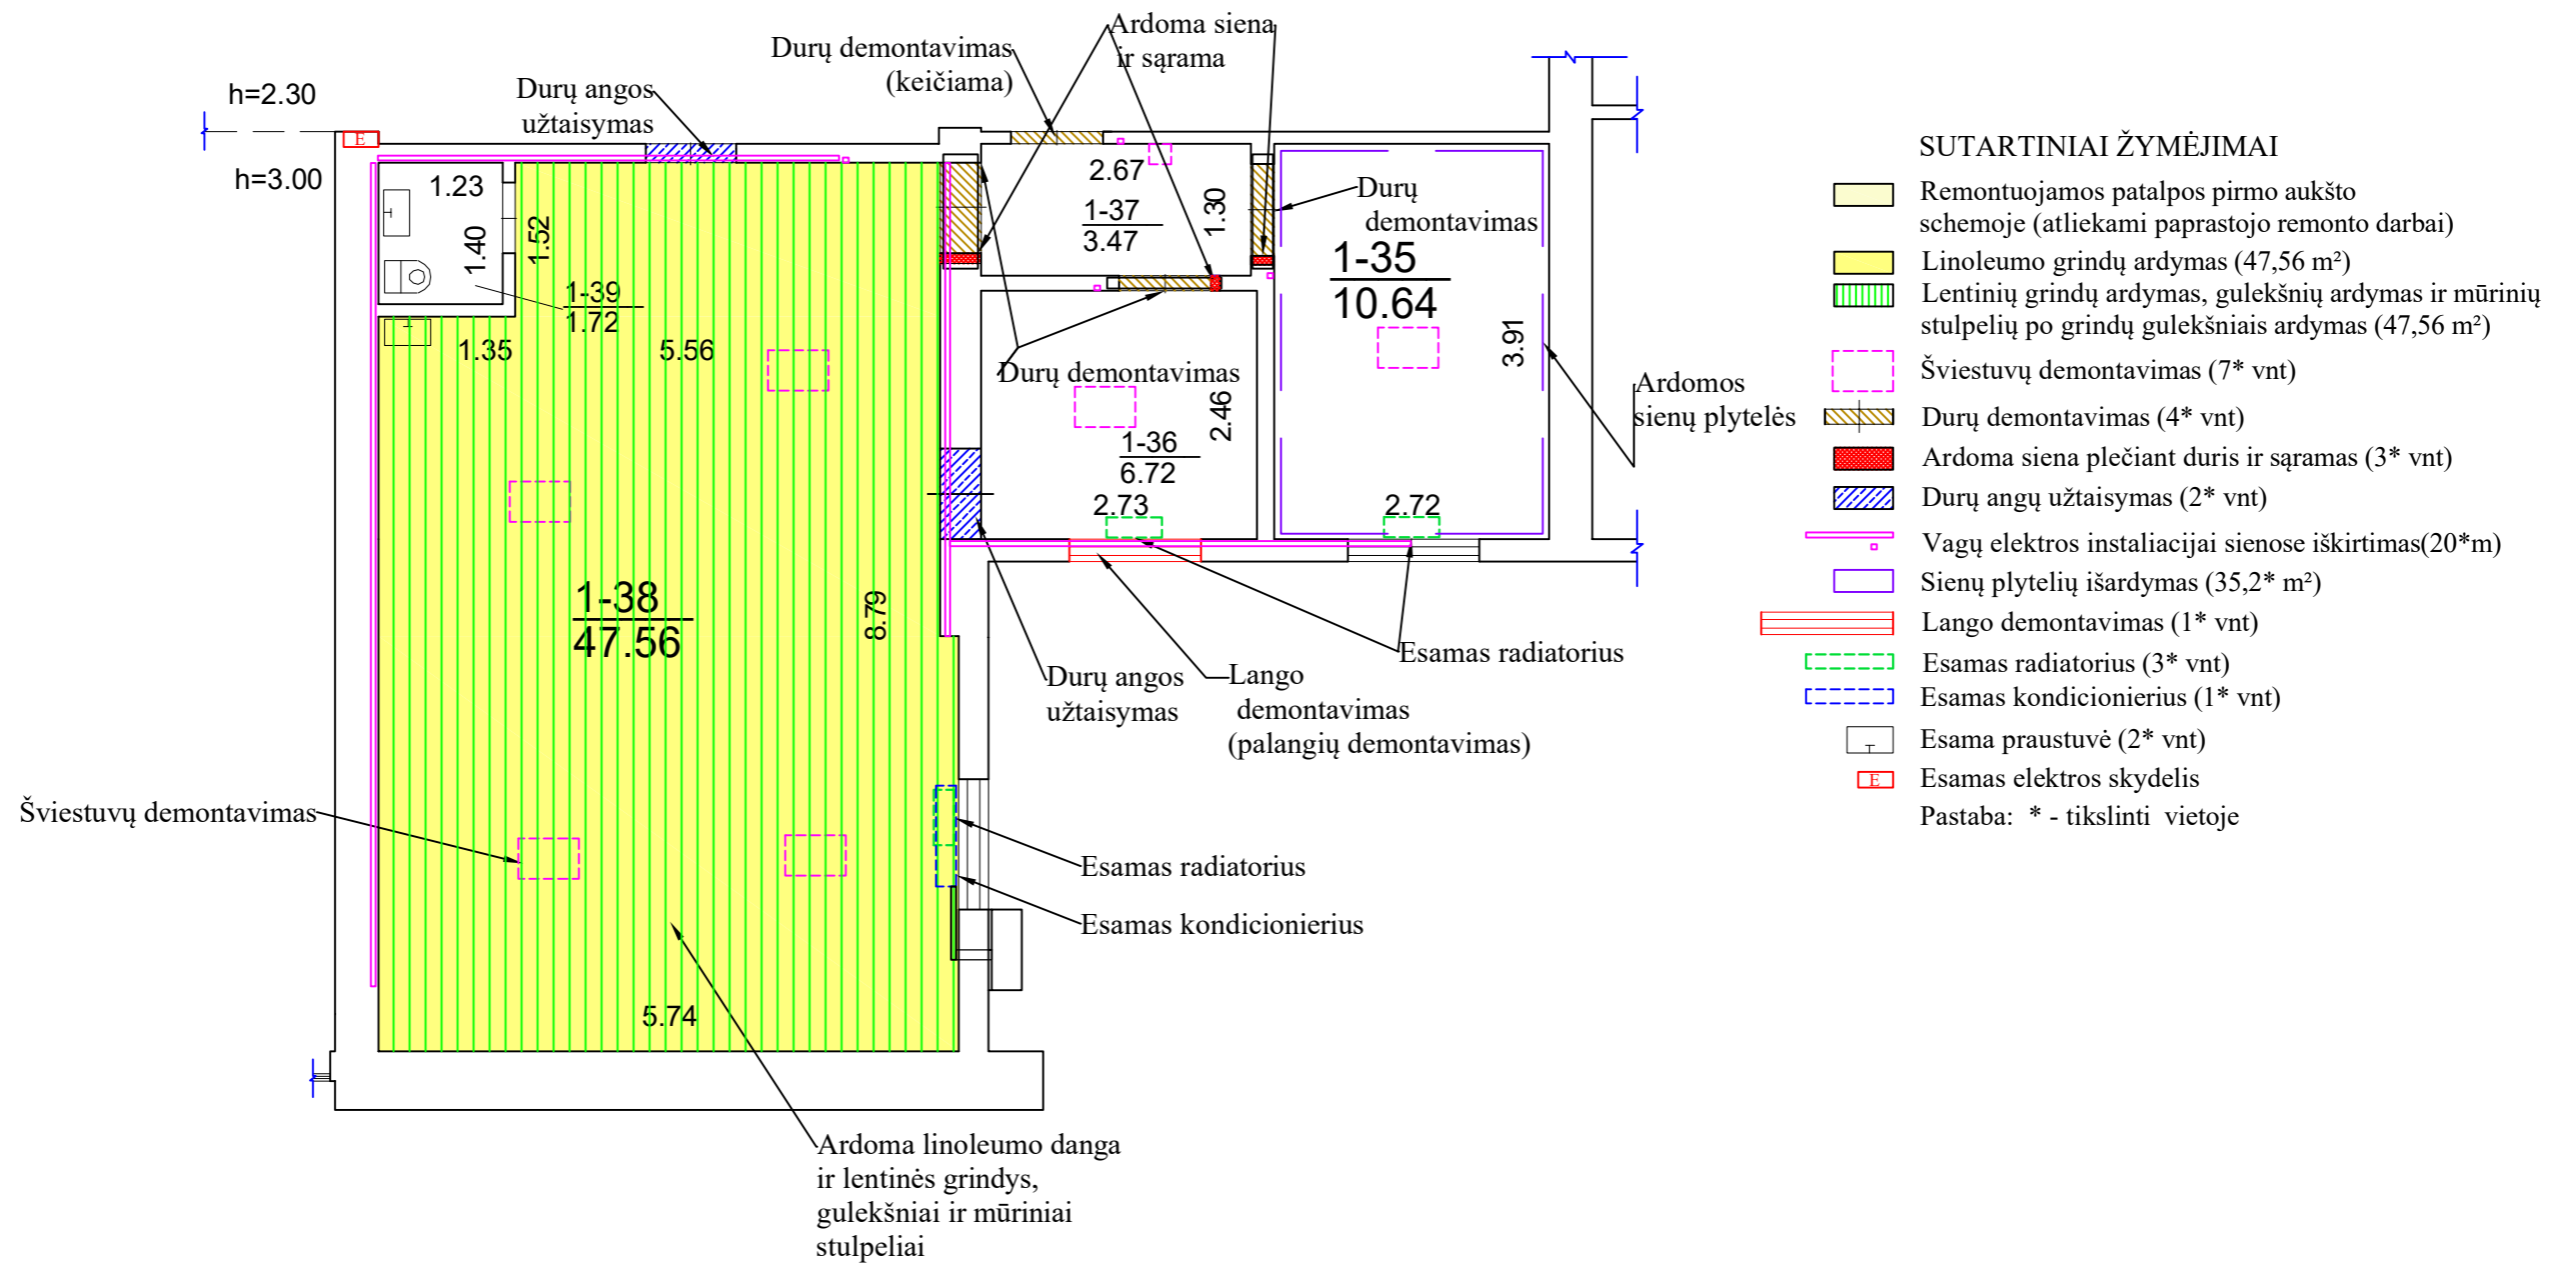 Ardoma siena
ir sąrama
Durų demontavimas
(keičiama)
Durų angos
užtaisymas
h=2.30
h=3.00
E
1.23
1.40
1.52
1-39
1.72
1.35
5.56
2.67
1-37
3.47
1.30
Durų
demontavimas
1-35
10.64
3.91
Durų demontavimas
2.46
1-36
6.72
2.73
2.72
Ardomos
sienų plytelės
1-38
47.56
8.79
Durų angos
užtaisymas
Lango
demontavimas
(palangių demontavimas)
Esamas radiatorius
Šviestuvų demontavimas
Esamas radiatorius
Esamas kondicionierius
5.74
Ardoma linoleumo danga
ir lentinės grindys,
gulekšniai ir mūriniai
stulpeliai
SUTARTINIAI ŽYMĖJIMAI
Remontuojamos patalpos pirmo aukšto
schemoje (atliekami paprastojo remonto darbai)
Linoleumo grindų ardymas (47,56 m²)
Lentinių grindų ardymas, gulekšnių ardymas ir mūrinių
stulpelių po grindų gulekšniais ardymas (47,56 m²)
Šviestuvų demontavimas (7* vnt)
Durų demontavimas (4* vnt)
Ardoma siena plečiant duris ir sąramas (3* vnt)
Durų angų užtaisymas (2* vnt)
Vagų elektros instaliacijai sienose iškirtimas(20*m)
Sienų plytelių išardymas (35,2* m²)
Lango demontavimas (1* vnt)
Esamas radiatorius (3* vnt)
Esamas kondicionierius (1* vnt)
Esama praustuvė (2* vnt)
E Esamas elektros skydelis
Pastaba: * - tikslinti vietoje